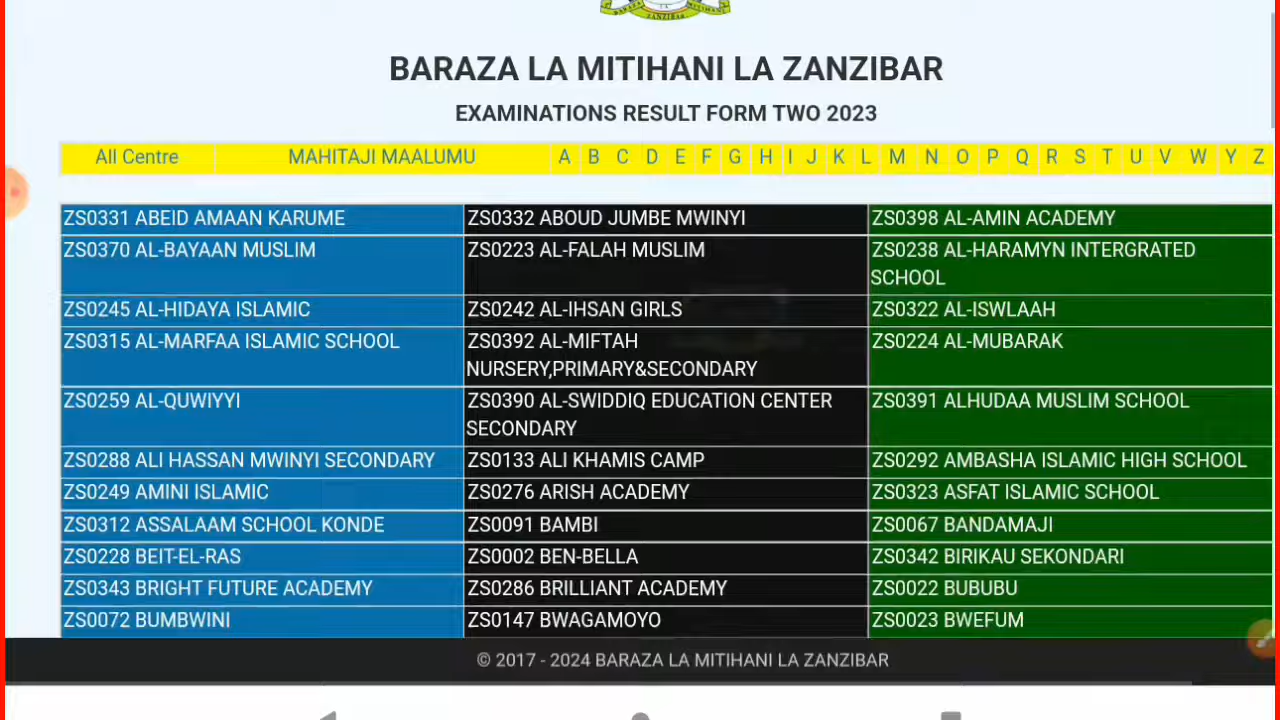 ZANZIBAR
BARAZA LA MITIHANI LA ZANZIBAR
EXAMINATIONS RESULT FORM TWO 2023
All Centre MAHITAJI MAALUMU A B C D E F G H I J K L M N O P Q R S T U V W Y Z
ZS0331 ABEID AMAAN KARUME ZS0332 ABOUD JUMBE MWINYI ZS0398 AL-AMIN ACADEMY
ZS0370 AL-BAYAAN MUSLIM ZS0223 AL-FALAH MUSLIM ZS0238 AL-HARAMYN INTERGRATED
SCHOOL
ZS0245 AL-HIDAYA ISLAMIC ZS0242 AL-IHSAN GIRLS ZS0322 AL-ISWLAAH
ZS0315 AL-MARFAA ISLAMIC SCHOOL ZS0392 AL-MIFTAH ZS0224 AL-MUBARAK
NURSERY,PRIMARY&SECONDARY
ZS0259 AL-QUWIYYI ZS0390 AL-SWIDDIQ EDUCATION CENTER ZS0391 ALHUDAA MUSLIM SCHOOL
SECONDARY
ZS0288 ALI HASSAN MWINYI SECONDARY ZS0133 ALI KHAMIS CAMP ZS0292 AMBASHA ISLAMIC HIGH SCHOOL
ZS0249 AMINI ISLAMIC ZS0276 ARISH ACADEMY ZS0323 ASFAT ISLAMIC SCHOOL
ZS0312 ASSALAAM SCHOOL KONDE ZS0091 BAMBI ZS0067 BANDAMAJI
ZS0228 BEIT-EL-RAS ZS0002 BEN-BELLA ZS0342 BIRIKAU SEKONDARI
ZS0343 BRIGHT FUTURE ACADEMY ZS0286 BRILLIANT ACADEMY ZS0022 BUBUBU
ZS0072 BUMBWINI ZS0147 BWAGAMOYO ZS0023 BWEFUM
© 2017 - 2024 BARAZA LA MITIHANI LA ZANZIBAR